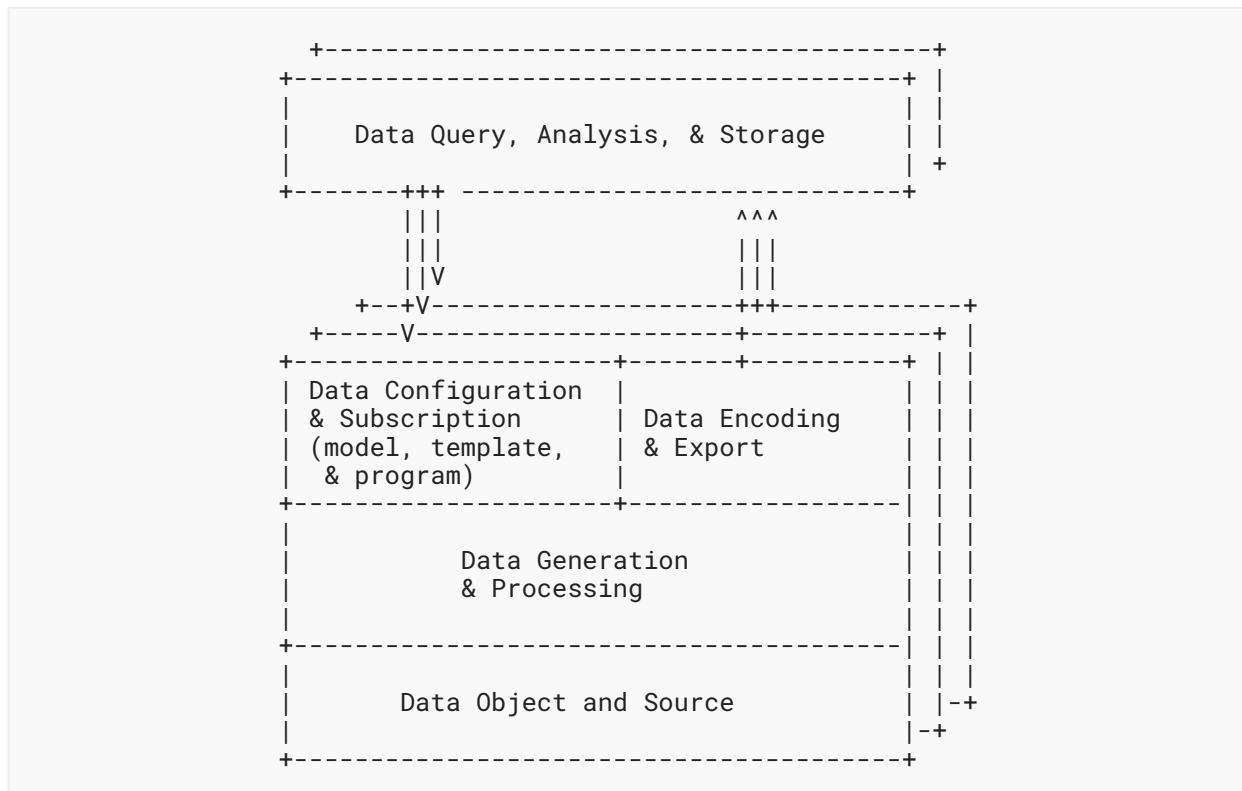 Data Query, Analysis, & Storage
Data Configuration
& Subscription
(model, template,
& program)
Data Encoding
& Export
Data Generation
& Processing
Data Object and Source